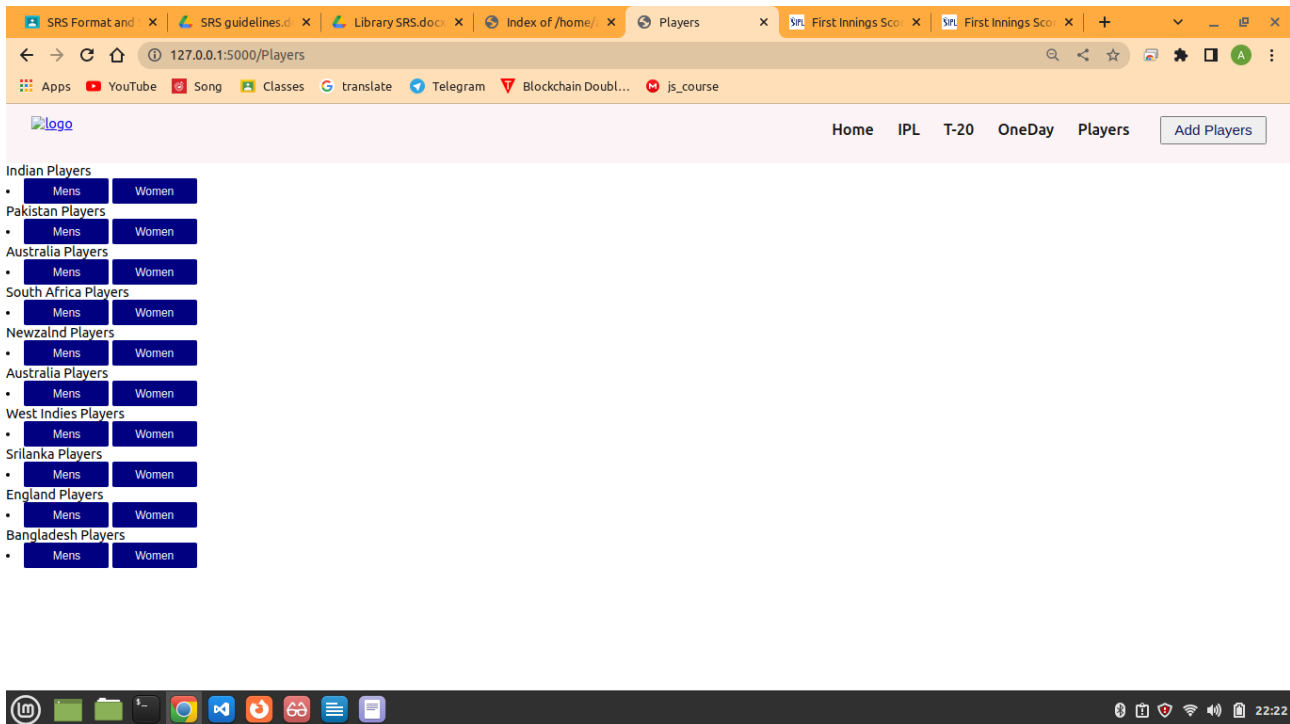 SRS Format and
SRS guidelines.d
Library SRS.docx
Index of /home/
Players
First Innings Scor
First Innings Scor
127.0.0.1:5000/Players
A
Apps
YouTube
Song
Classes
translate
Telegram
Blockchain Doubl...
js_course
logo
Home
IPL
T-20
OneDay
Players
Add Players
Indian Players
Mens Women
Pakistan Players
Mens Women
Australia Players
Mens Women
South Africa Players
Mens Women
Newzalnd Players
Mens Women
Australia Players
Mens Women
West Indies Players
Mens Women
Srilanka Players
Mens Women
England Players
Mens Women
Bangladesh Players
Mens Women
22:22